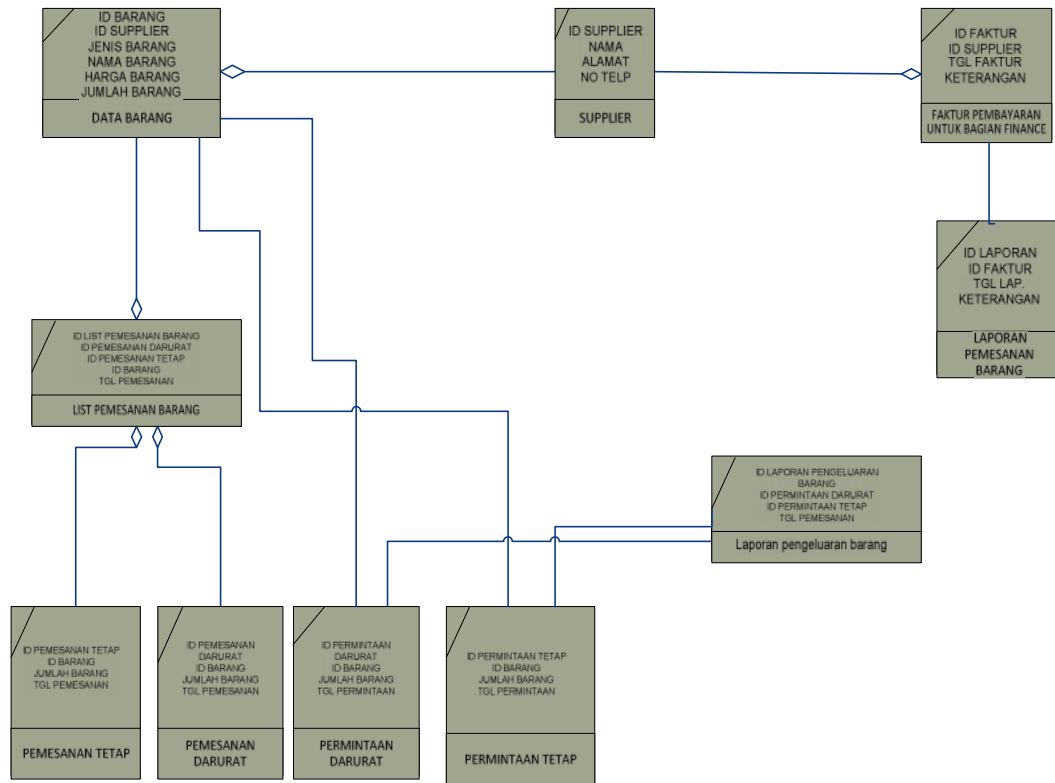 ID BARANG
ID SUPPLIER
JENIS BARANG
NAMA BARANG
HARGA BARANG
JUMLAH BARANG
DATA BARANG
ID SUPPLIER
NAMA
ALAMAT
NO TELP
SUPPLIER
ID FAKTUR
ID SUPPLIER
TGL FAKTUR
KETERANGAN
FAKTUR PEMBAYARAN
UNTUK BAGIAN FINANCE
ID LAPORAN
ID FAKTUR
TGL LAP.
KETERANGAN
LAPORAN
PEMESANAN
BARANG
ID LIST PEMESANAN BARANG
ID PEMESANAN DARURAT
ID PEMESANAN TETAP
ID BARANG
TGL PEMESANAN
LIST PEMESANAN BARANG
ID LAPORAN PENGELUARAN
BARANG
ID PERMINTAAN DARURAT
ID PERMINTAAN TETAP
TGL PEMESANAN
Laporan pengeluaran barang
ID PEMESANAN TETAP
ID BARANG
JUMLAH BARANG
TGL PEMESANAN
PEMESANAN TETAP
ID PEMESANAN
DARURAT
ID BARANG
JUMLAH BARANG
TGL PEMESANAN
PEMESANAN
DARURAT
ID PERMINTAAN
DARURAT
ID BARANG
JUMLAH BARANG
TGL PERMINTAAN
PERMINTAAN
DARURAT
ID PERMINTAAN TETAP
ID BARANG
JUMLAH BARANG
TGL PERMINTAAN
PERMINTAAN TETAP